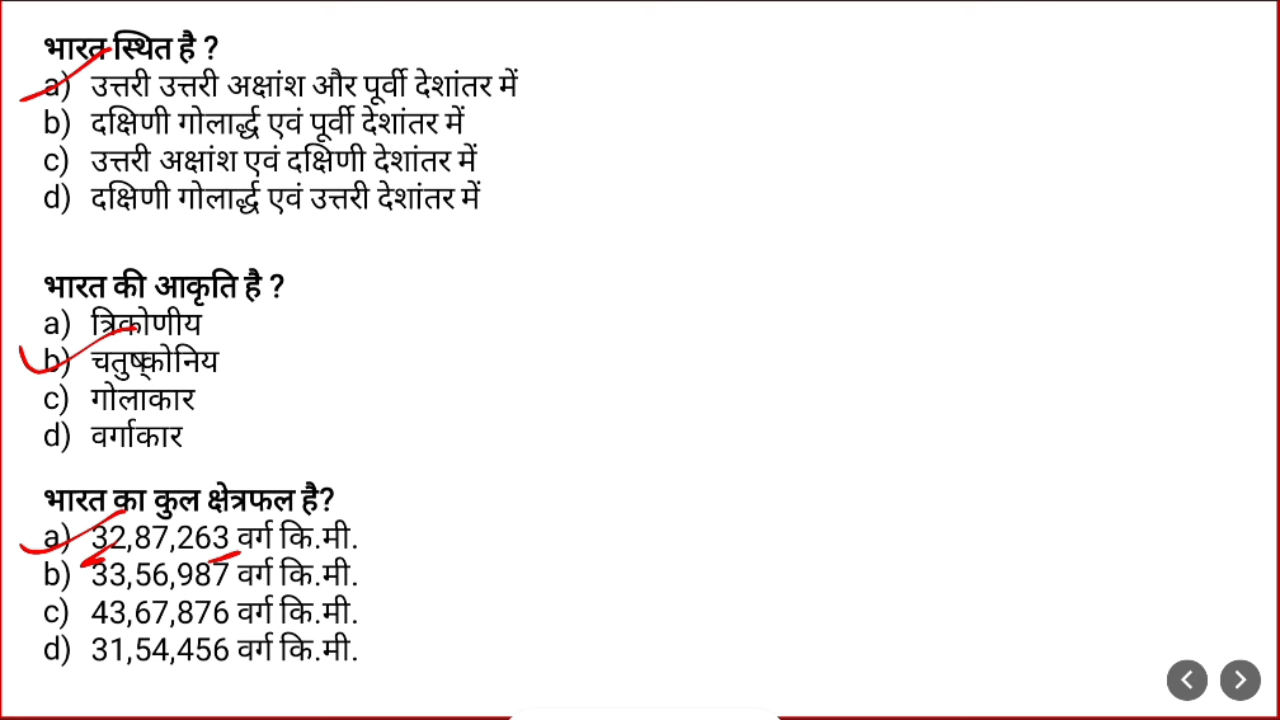 भारत स्थित है ?
a) उत्तरी उत्तरी अक्षांश और पूर्वी देशांतर में
b) दक्षिणी गोलार्द्ध एवं पूर्वी देशांतर में
c) उत्तरी अक्षांश एवं दक्षिणी देशांतर में
d) दक्षिणी गोलार्द्ध एवं उत्तरी देशांतर में
भारत की आकृति है ?
a) त्रिकोणीय
b) चतुष्कोनिय
c) गोलाकार
d) वर्गाकार
भारत का कुल क्षेत्रफल है?
a) 32,87,263 वर्ग कि.मी.
b) 33,56,987 वर्ग कि.मी.
c) 43,67,876 वर्ग कि.मी.
d) 31,54,456 वर्ग कि.मी.